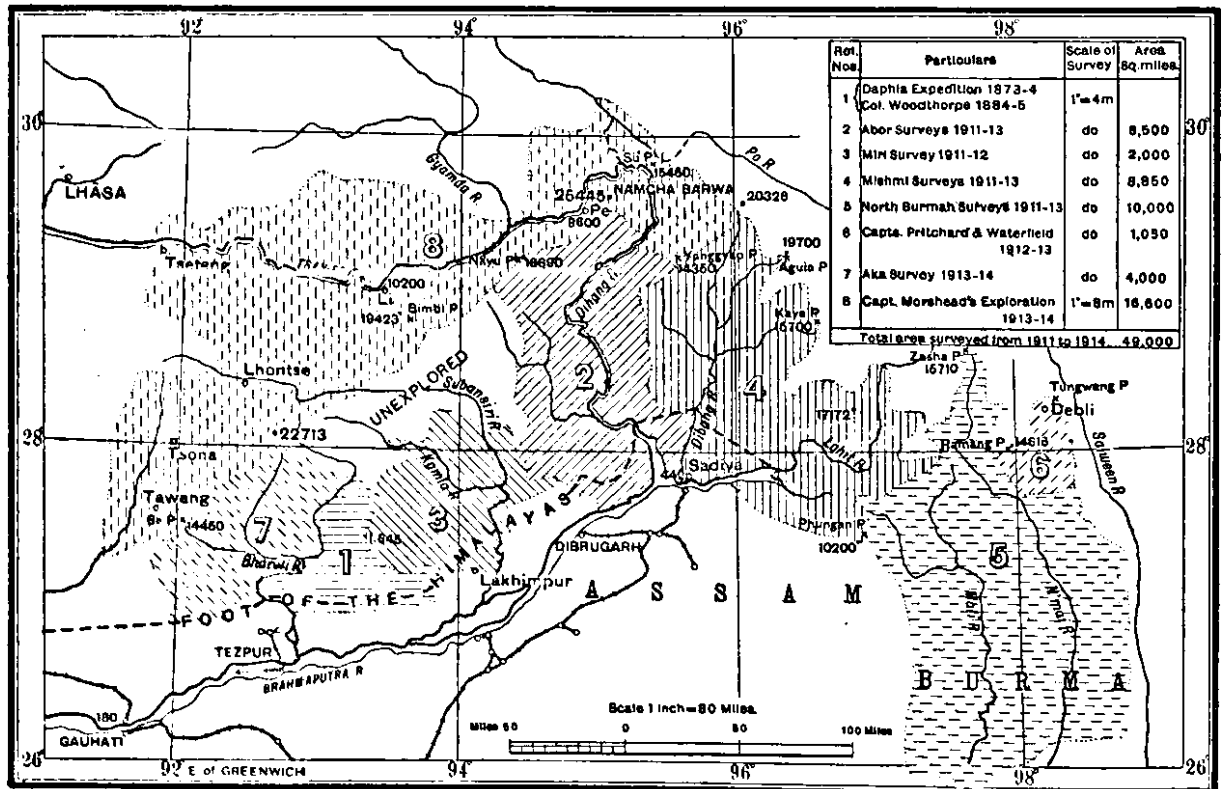 92° 94° 96° 98°
Ref. Nos. Particulars Scale of Survey Area Sq. miles.
1 Daphla Expedition 1873-4
Col. Woodthorpe 1884-5 1"=4m
2 Abor Surveys 1911-13 do 8,500
3 Miri Survey 1911-12 do 2,000
4 Mishmi Surveys 1911-13 do 8,850
5 North Burmah Surveys 1911-13 do 10,000
6 Capts. Pritchard & Waterfield
1912-13 do 1,050
7 Aka Survey 1913-14 do 4,000
8 Capt. Morshead's Exploration
1913-14 1"=8m 16,600
Total area surveyed from 1911 to 1914. 49,000
30°
30°
LHASA
Gyamda R
Po R
Su P
15460
NAMCHA BARWA
25445
Pe
8600
20328
19700
Aguia P
Yonggyap P
14350
8
Tsetang
10200
Bimbi P
19423
Dihang R
Kaya P
15700
Zasha P
15710
Lhontse
UNEXPLORED
Subansiri R
2
4
Dibang R
17172
Tungwang P
Debli
22713
28°
28°
Tsona
Kamla R
Sadiya
Lohit R
14618
6
Salween R
Tawang
14450
7
Bharuli R
1
3
Lakhimpur
DIBRUGARH
Phungan P
10200
5
FOOT OF THE HIMALAYAS
ASSAM
N'mai R
TEZPUR
BRAHMAPUTRA R
BURMA
180
GAUHATI
Scale 1 Inch=80 Miles.
Miles 50 0 50 100 Miles
26°
26°
92° E of GREENWICH 94° 96° 98°